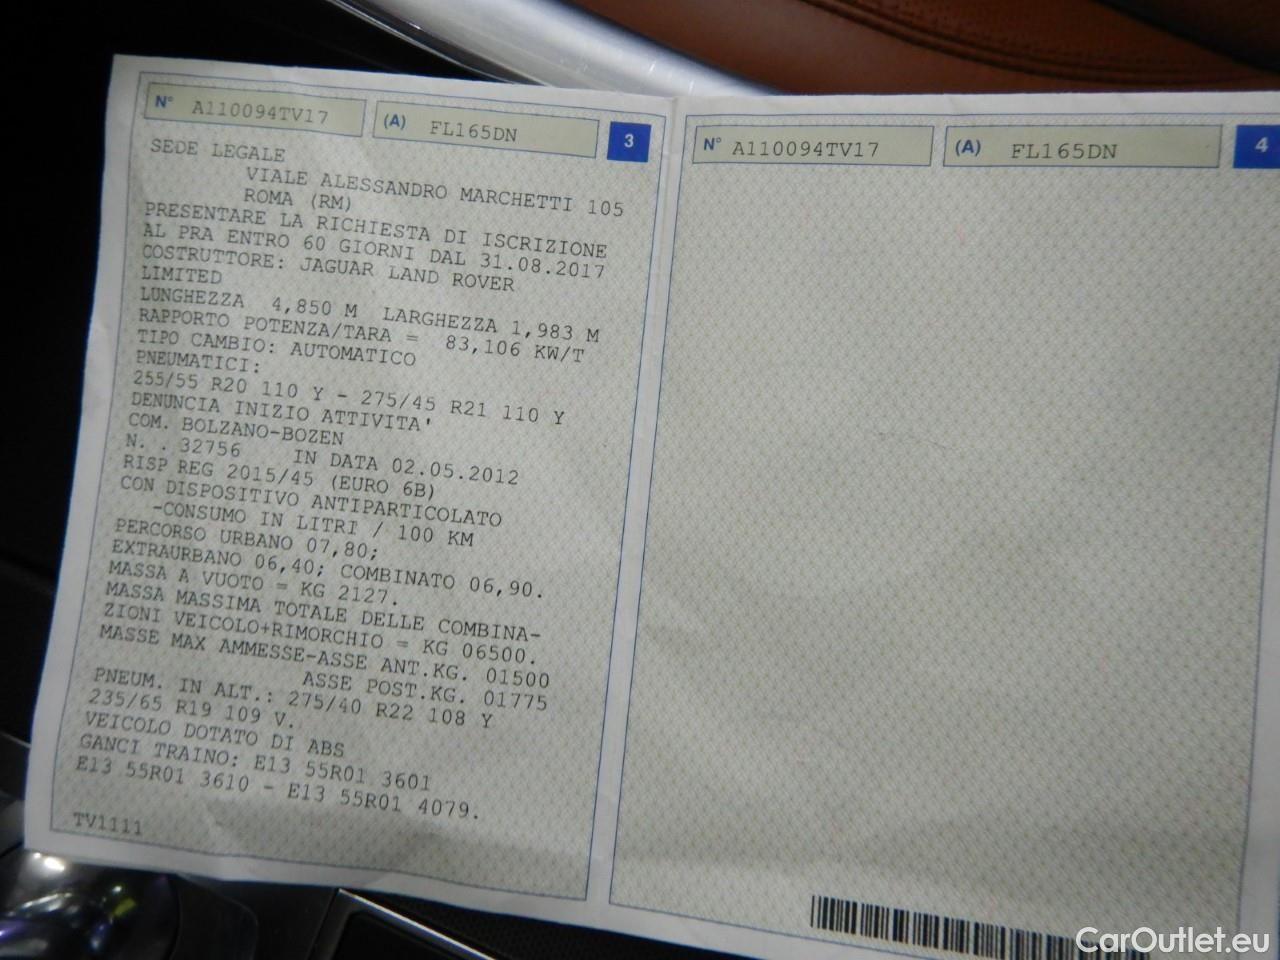 N° A110094TV17 (A) FL165DN 3
SEDE LEGALE
VIALE ALESSANDRO MARCHETTI 105
ROMA (RM)
PRESENTARE LA RICHIESTA DI ISCRIZIONE
AL PRA ENTRO 60 GIORNI DAL 31.08.2017
COSTRUTTORE: JAGUAR LAND ROVER
LIMITED
LUNGHEZZA 4,850 M LARGHEZZA 1,983 M
RAPPORTO POTENZA/TARA = 83,106 KW/T
TIPO CAMBIO: AUTOMATICO
PNEUMATICI:
255/55 R20 110 Y - 275/45 R21 110 Y
DENUNCIA INIZIO ATTIVITA'
COM. BOLZANO-BOZEN
N. . 32756 IN DATA 02.05.2012
RISP REG 2015/45 (EURO 6B)
CON DISPOSITIVO ANTIPARTICOLATO
-CONSUMO IN LITRI / 100 KM
PERCORSO URBANO 07,80;
EXTRAURBANO 06,40; COMBINATO 06,90.
MASSA A VUOTO = KG 2127.
MASSA MASSIMA TOTALE DELLE COMBINA-
ZIONI VEICOLO+RIMORCHIO = KG 06500.
MASSE MAX AMMESSE-ASSE ANT.KG. 01500
ASSE POST.KG. 01775
PNEUM. IN ALT.: 275/40 R22 108 Y
235/65 R19 109 V.
VEICOLO DOTATO DI ABS
GANCI TRAINO: E13 55R01 3601
E13 55R01 3610 - E13 55R01 4079.
TV1111
N° A110094TV17 (A) FL165DN 4
CarOutlet.eu